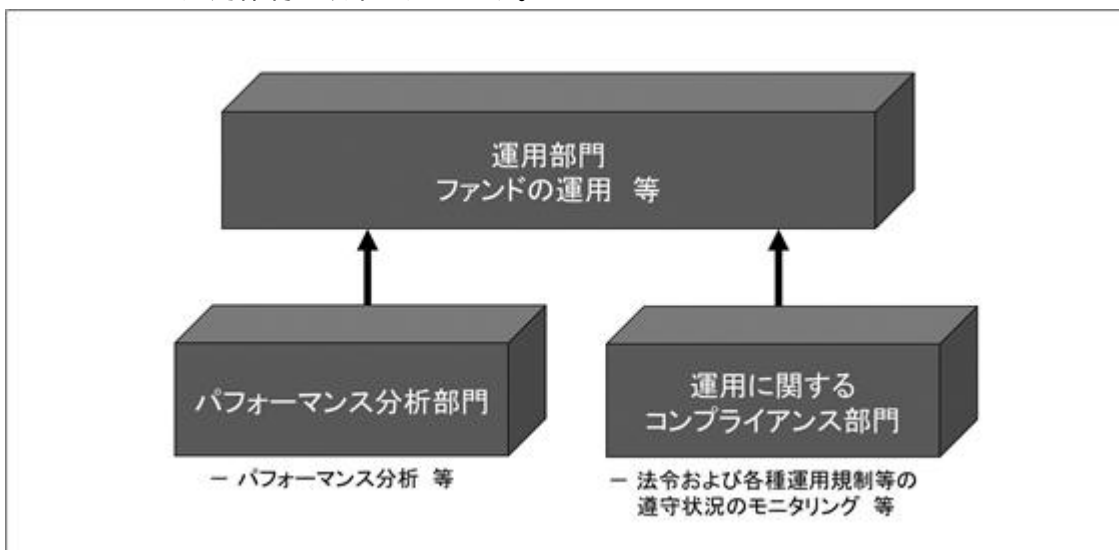 運用部門
ファンドの運用 等
パフォーマンス分析部門
− パフォーマンス分析 等
運用に関する
コンプライアンス部門
− 法令および各種運用規制等の
遵守状況のモニタリング 等